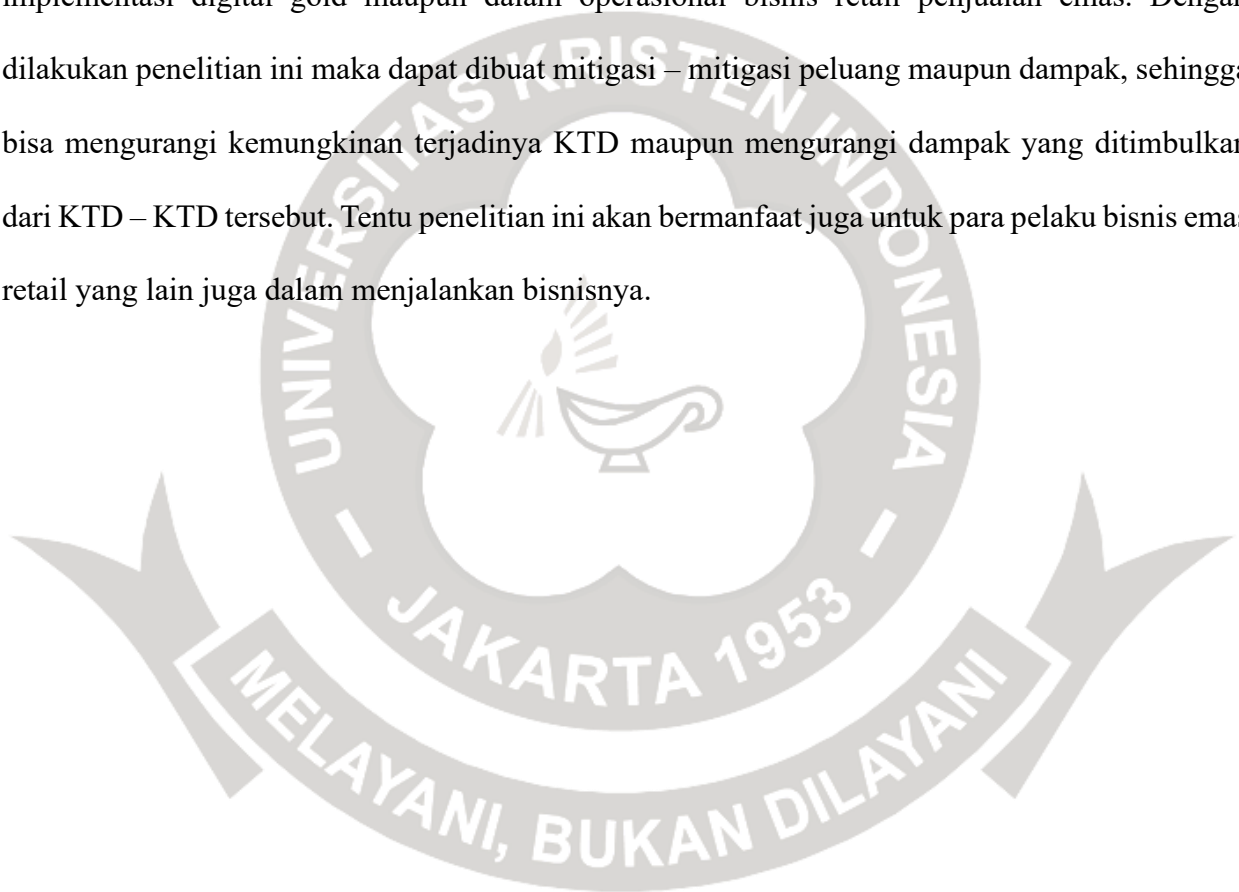 implementasi digital gold maupun dalam operasional bisnis retail penjualan emas. Dengan
dilakukan penelitian ini maka dapat dibuat mitigasi – mitigasi peluang maupun dampak, sehingga
bisa mengurangi kemungkinan terjadinya KTD maupun mengurangi dampak yang ditimbulkan
dari KTD – KTD tersebut. Tentu penelitian ini akan bermanfaat juga untuk para pelaku bisnis emas
retail yang lain juga dalam menjalankan bisnisnya.
UNIVERSITAS KRISTEN INDONESIA
– JAKARTA 1953 –
MELAYANI, BUKAN DILAYANI